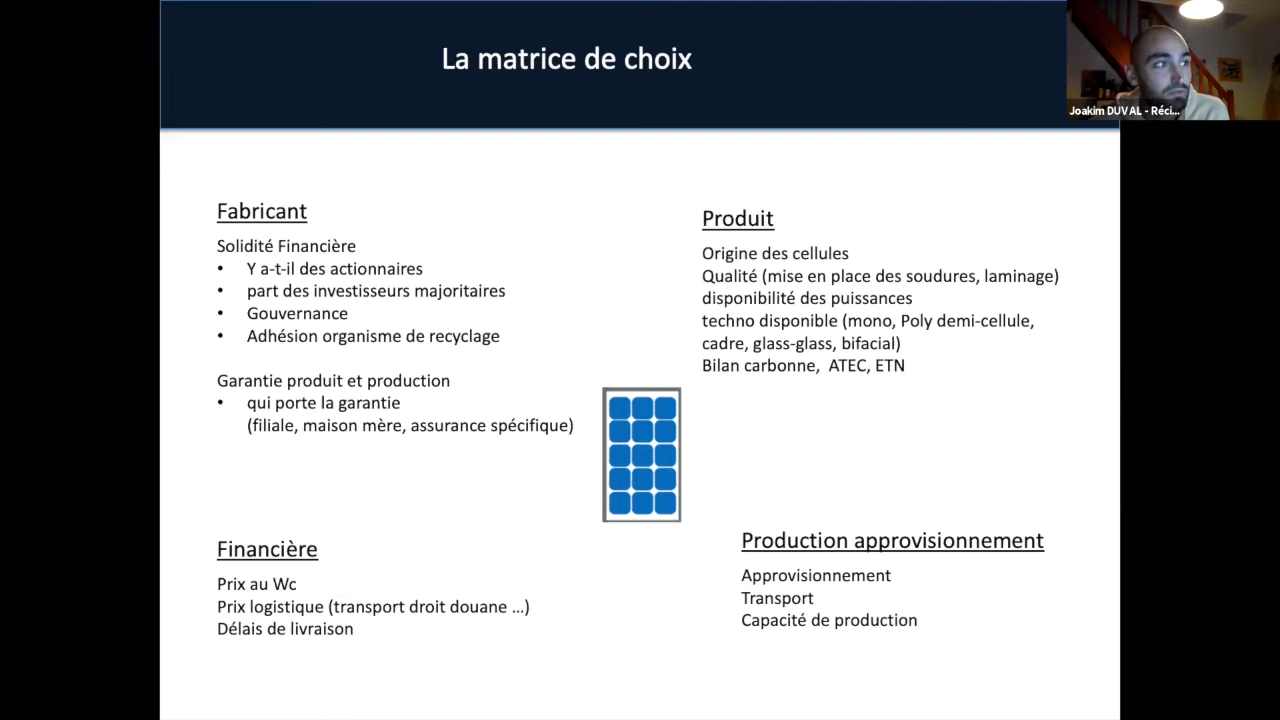 La matrice de choix
Joakim DUVAL - Réci...
Fabricant
Solidité Financière
• Y a-t-il des actionnaires
• part des investisseurs majoritaires
• Gouvernance
• Adhésion organisme de recyclage
Garantie produit et production
• qui porte la garantie
(filiale, maison mère, assurance spécifique)
Produit
Origine des cellules
Qualité (mise en place des soudures, laminage)
disponibilité des puissances
techno disponible (mono, Poly demi-cellule,
cadre, glass-glass, bifacial)
Bilan carbonne, ATEC, ETN
Financière
Prix au Wc
Prix logistique (transport droit douane ...)
Délais de livraison
Production approvisionnement
Approvisionnement
Transport
Capacité de production